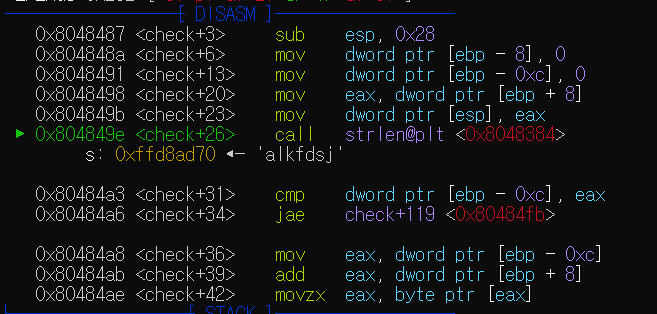 [ DISASM ]
0x8048487 <check+3> sub esp, 0x28
0x804848a <check+6> mov dword ptr [ebp - 8], 0
0x8048491 <check+13> mov dword ptr [ebp - 0xc], 0
0x8048498 <check+20> mov eax, dword ptr [ebp + 8]
0x804849b <check+23> mov dword ptr [esp], eax
► 0x804849e <check+26> call strlen@plt <0x8048384>
s: 0xffd8ad70 ◂— 'alkfdsj'
0x80484a3 <check+31> cmp dword ptr [ebp - 0xc], eax
0x80484a6 <check+34> jae check+119 <0x80484fb>
0x80484a8 <check+36> mov eax, dword ptr [ebp - 0xc]
0x80484ab <check+39> add eax, dword ptr [ebp + 8]
0x80484ae <check+42> movzx eax, byte ptr [eax]
[ STACK